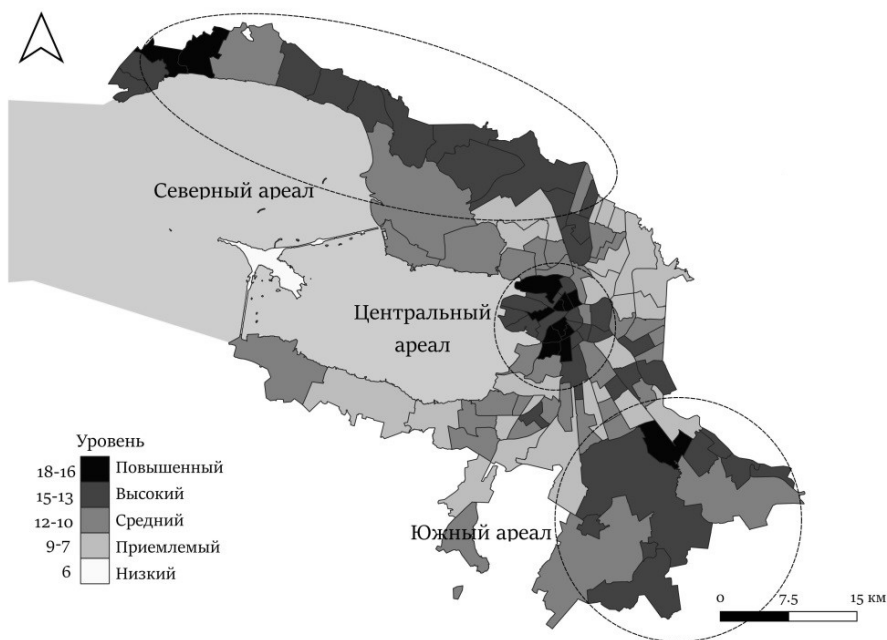 Северный ареал
Центральный
ареал
Южный ареал
Уровень
18-16 Повышенный
15-13 Высокий
12-10 Средний
9-7 Приемлемый
6 Низкий
0 7.5 15 км